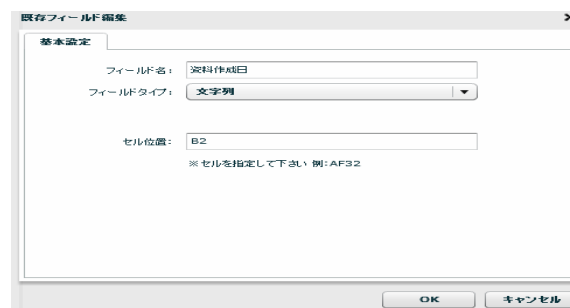 既存フィールド編集
基本設定
フィールド名: 資料作成日
フィールドタイプ: 文字列
セル位置: B2
※セルを指定して下さい 例:AF32
OK キャンセル